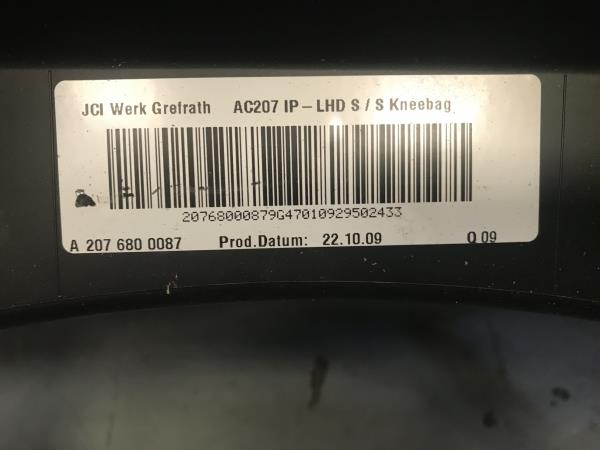 JCI Werk Grefrath AC207 IP - LHD S / S Kneebag
20768000879G47010929502433
A 207 680 0087 Prod.Datum: 22.10.09 Q 09